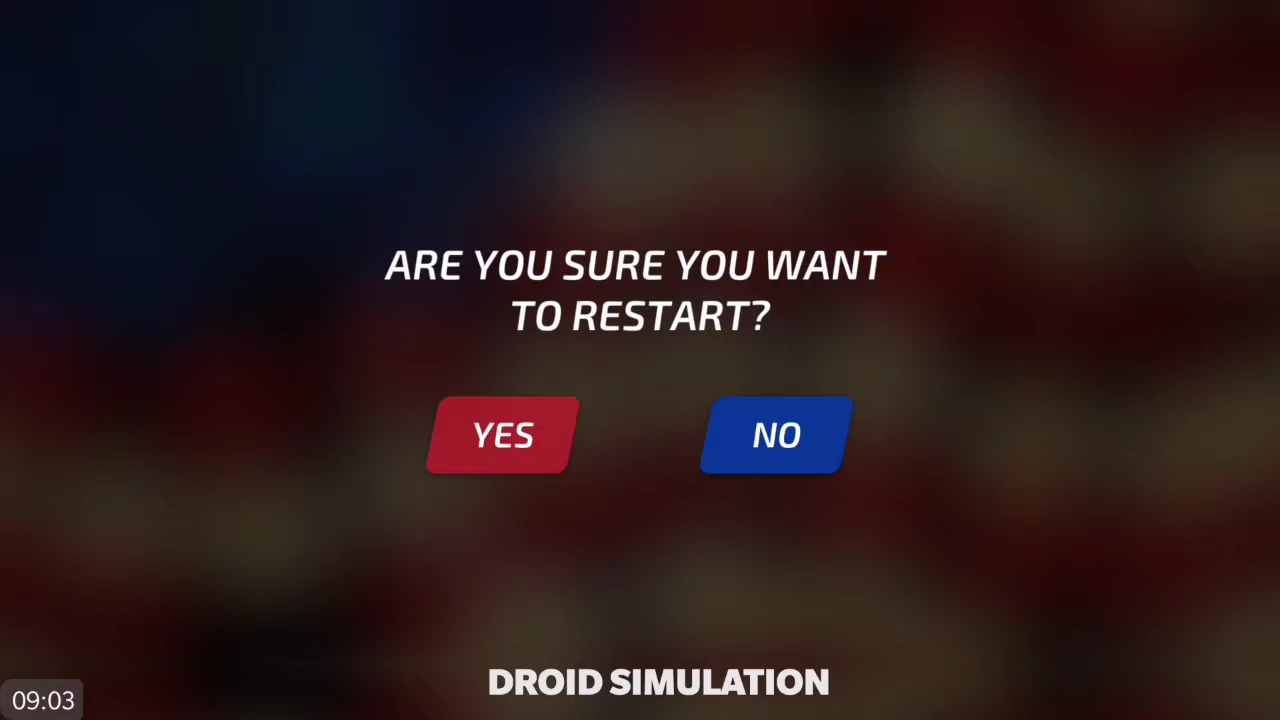 ARE YOU SURE YOU WANT
TO RESTART?
YES
NO
DROID SIMULATION
09:03